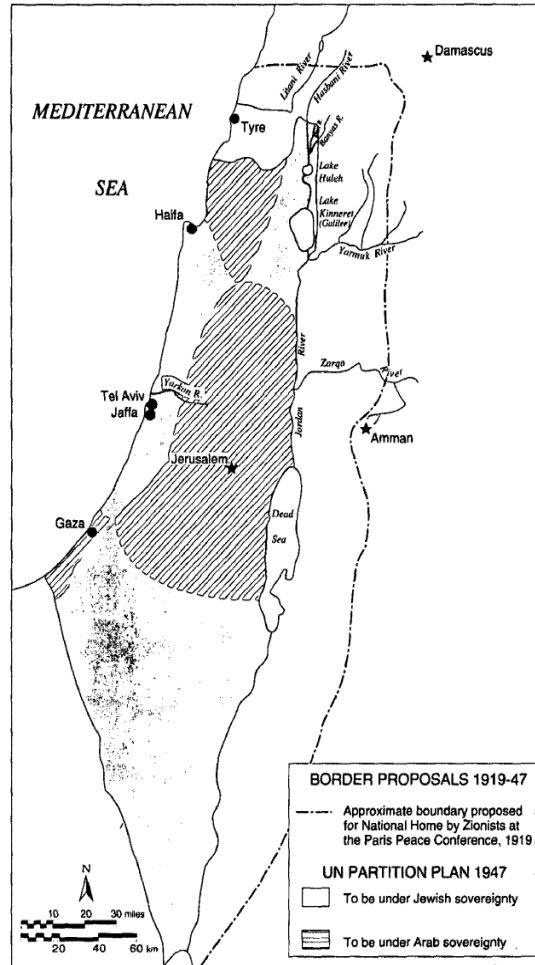 Damascus
Litani River
Hasbani River
MEDITERRANEAN
Tyre
Banyas R.
SEA
Lake
Huleh
Lake
Kinneret
(Galilee)
Haifa
Yarmuk River
River
Zarqa
River
Tel Aviv
Yarkon R.
Jaffa
Jordan
Amman
Jerusalem
Dead
Sea
Gaza
BORDER PROPOSALS 1919-47
Approximate boundary proposed
for National Home by Zionists at
the Paris Peace Conference, 1919
UN PARTITION PLAN 1947
To be under Jewish sovereignty
To be under Arab sovereignty
N
10 20 30 miles
20 40 60 km